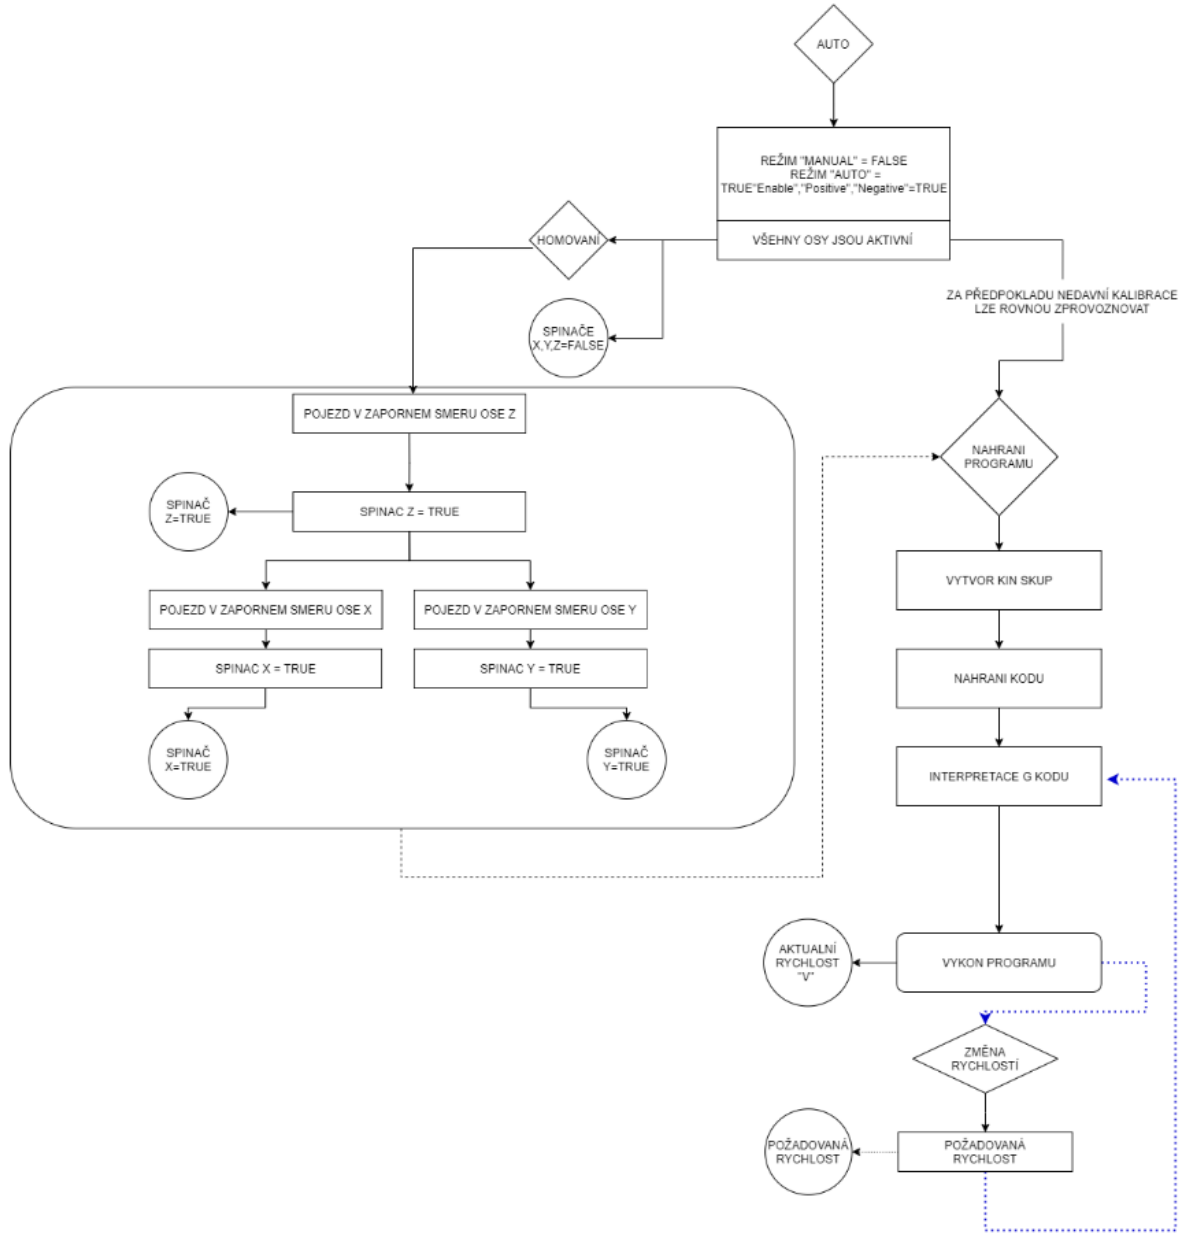 AUTO
REŽIM "MANUAL" = FALSE
REŽIM "AUTO" =
TRUE"Enable","Positive","Negative"=TRUE
VŠEHNY OSY JSOU AKTIVNÍ
HOMOVANÍ
ZA PŘEDPOKLADU NEDAVNÍ KALIBRACE
LZE ROVNOU ZPROVOZNOVAT
SPINAČE
X,Y,Z=FALSE
POJEZD V ZAPORNEM SMERU OSE Z
NAHRANI
PROGRAMU
SPINAČ
Z=TRUE
SPINAC Z = TRUE
VYTVOR KIN SKUP
POJEZD V ZAPORNEM SMERU OSE X
POJEZD V ZAPORNEM SMERU OSE Y
SPINAC X = TRUE
SPINAC Y = TRUE
NAHRANI KODU
SPINAČ
X=TRUE
SPINAČ
Y=TRUE
INTERPRETACE G KODU
AKTUALNÍ
RYCHLOST
"V"
VYKON PROGRAMU
ZMĚNA
RYCHLOSTÍ
POŽADOVANÁ
RYCHLOST
POŽADOVANÁ
RYCHLOST